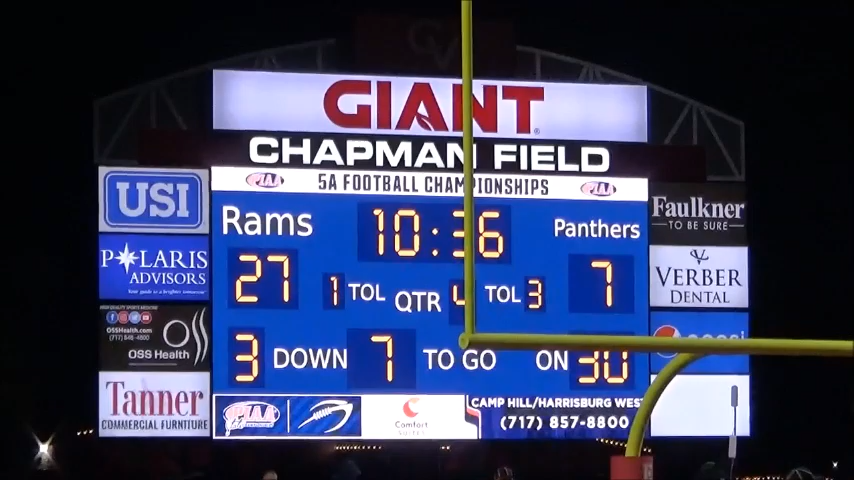 GIANT
CHAPMAN FIELD
PIAA 5A FOOTBALL CHAMPIONSHIPS PIAA
USI
POLARIS
ADVISORS
OSSHealth.com
(717) 848-4800
OSS Health
Tanner
COMMERCIAL FURNITURE
Rams 10:36 Panthers
27 1 TOL QTR 4 TOL 3 7
3 DOWN 7 TO GO ON 30
PIAA
Comfort
CAMP HILL/HARRISBURG WEST
(717) 857-8800
Faulkner
TO BE SURE
VERBER
DENTAL
pepsi